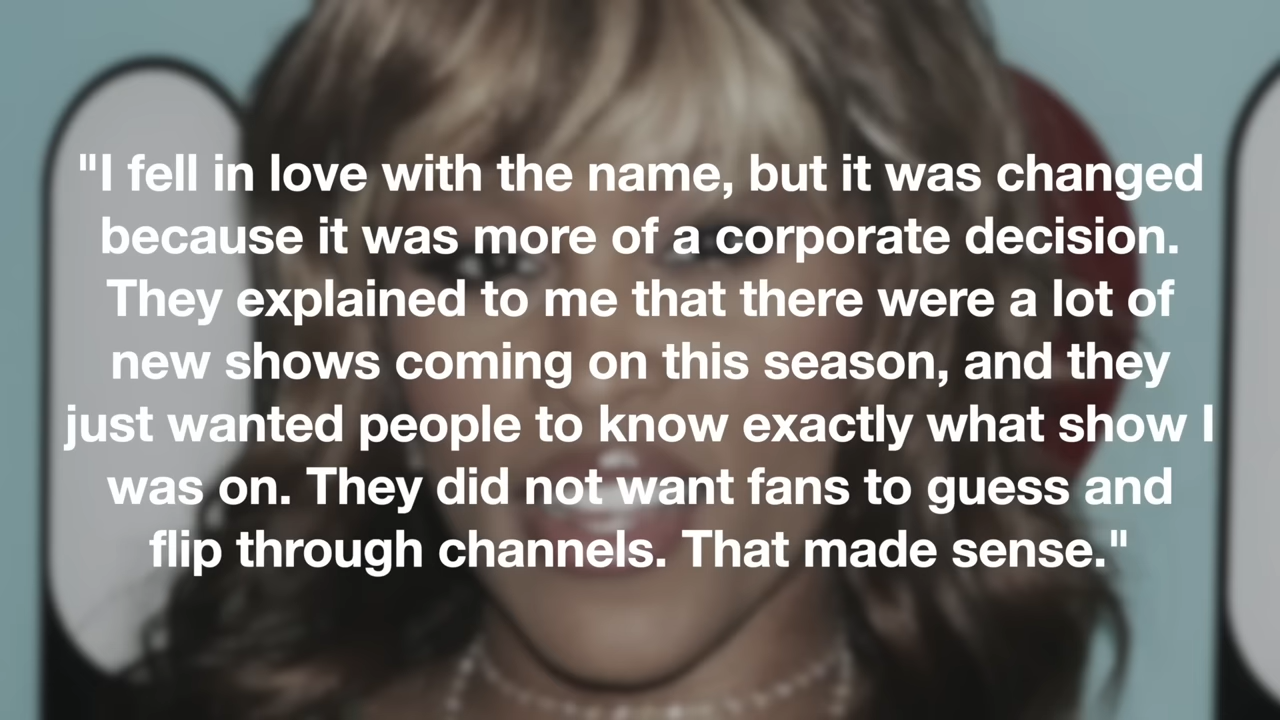 "I fell in love with the name, but it was changed
because it was more of a corporate decision.
They explained to me that there were a lot of
new shows coming on this season, and they
just wanted people to know exactly what show I
was on. They did not want fans to guess and
flip through channels. That made sense."